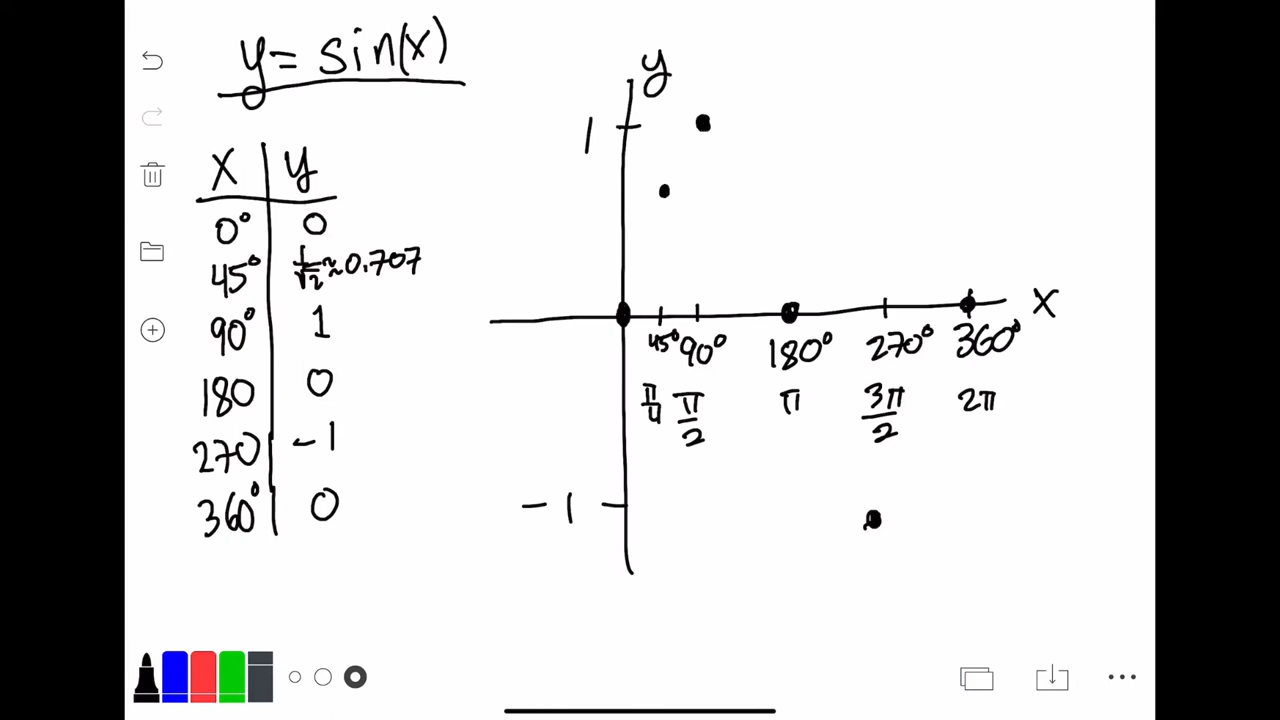 y = sin(x)
x y
0° 0
45° 1/√2 ≈ 0.707
90° 1
180 0
270 -1
360° 0
y
1
x
45° 90° 180° 270° 360°
π/4 π/2 π 3π/2 2π
-1